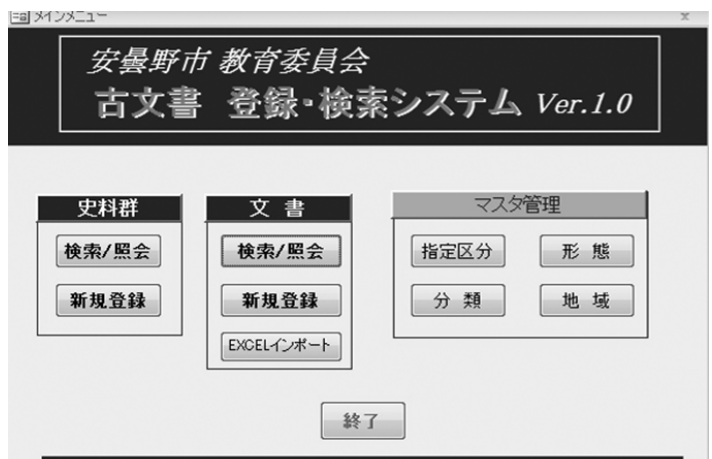 メインメニュー
安曇野市 教育委員会
古文書 登録・検索システム Ver.1.0
史料群
検索/照会
新規登録
文 書
検索/照会
新規登録
EXCELインポート
マスタ管理
指定区分
形 態
分 類
地 域
終了